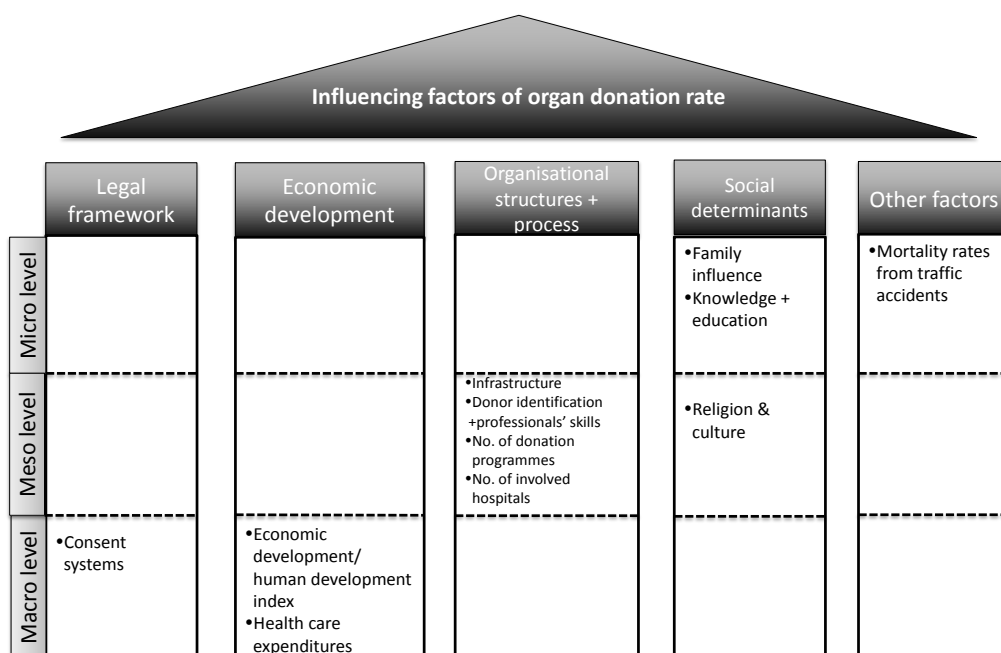 Influencing factors of organ donation rate
Legal
framework
Economic
development
Organisational
structures +
process
Social
determinants
Other factors
Micro level
•Family
influence
•Knowledge +
education
•Mortality rates
from traffic
accidents
Meso level
•Infrastructure
•Donor identification
+professionals’ skills
•No. of donation
programmes
•No. of involved
hospitals
•Religion &
culture
Macro level
•Consent
systems
•Economic
development/
human development
index
•Health care
expenditures